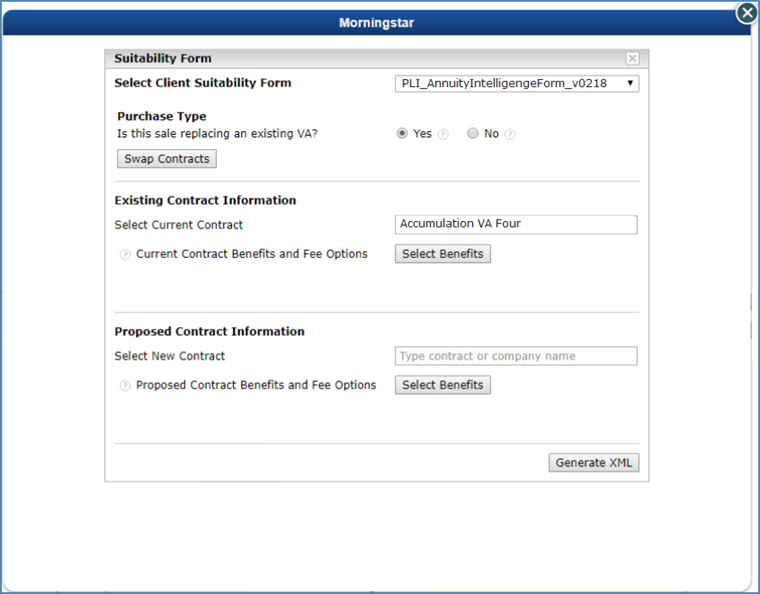 Morningstar
Suitability Form
Select Client Suitability Form PLI_AnnuityIntelligengeForm_v0218
Purchase Type
Is this sale replacing an existing VA? Yes ? No ?
Swap Contracts
Existing Contract Information
Select Current Contract Accumulation VA Four
? Current Contract Benefits and Fee Options Select Benefits
Proposed Contract Information
Select New Contract Type contract or company name
? Proposed Contract Benefits and Fee Options Select Benefits
Generate XML